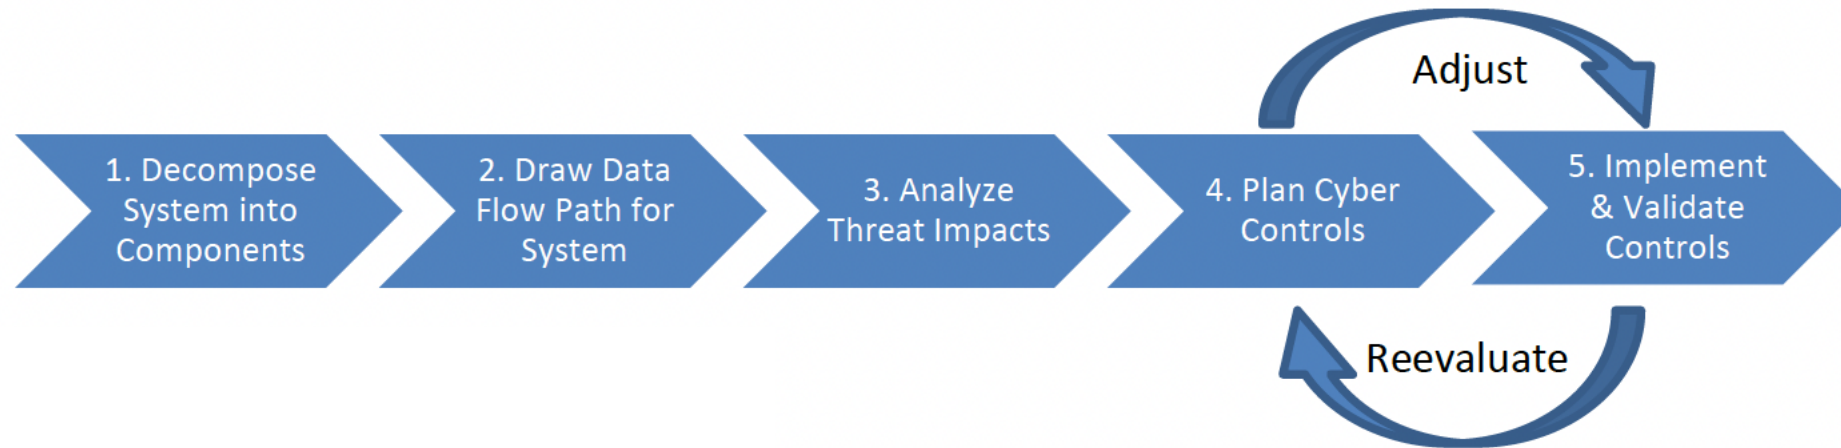 Adjust
1. Decompose
System into
Components
2. Draw Data
Flow Path for
System
3. Analyze
Threat Impacts
4. Plan Cyber
Controls
5. Implement
& Validate
Controls
Reevaluate